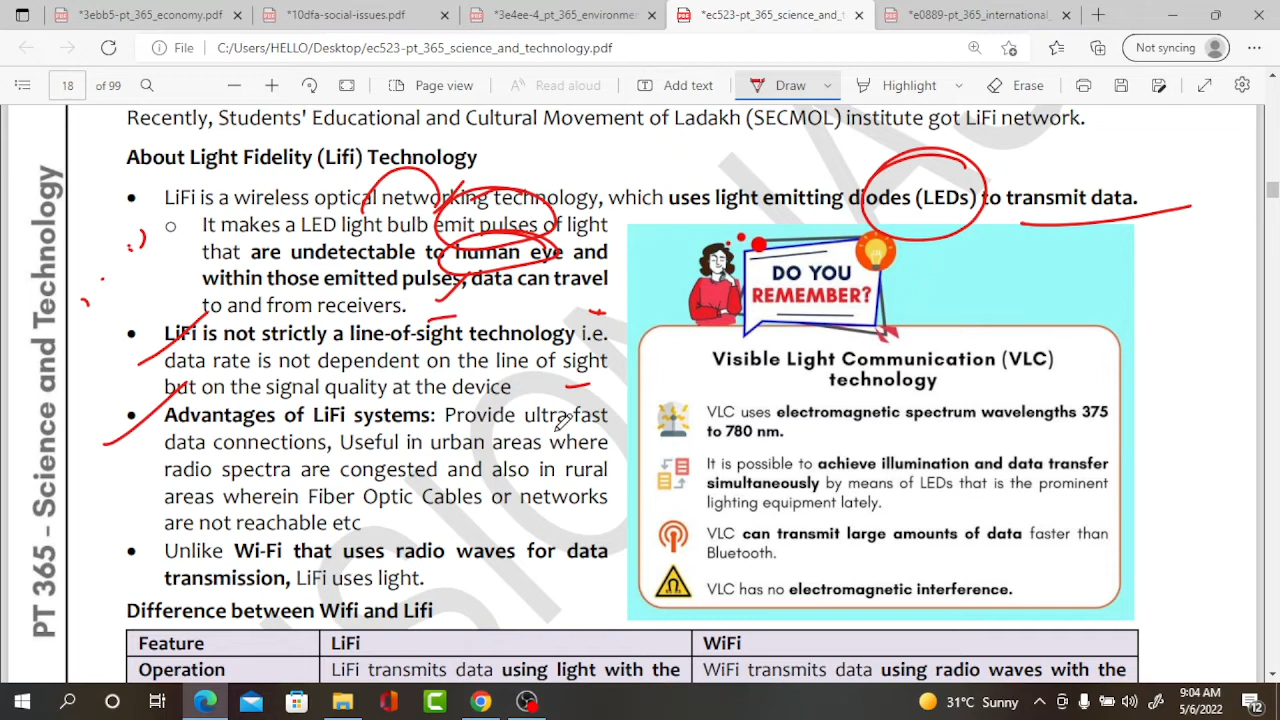 *3ebb5-pt_365_economy.pdf
*10dfa-social-issues.pdf
*3e4ee-4_pt_365_environmen
*ec523-pt_365_science_and_t
*e0889-pt_365_international_
File
C:/Users/HELLO/Desktop/ec523-pt_365_science_and_technology.pdf
Not syncing
18 of 99
Page view
Read aloud
Add text
Draw
Highlight
Erase
PT 365 - Science and Technology
Recently, Students' Educational and Cultural Movement of Ladakh (SECMOL) institute got LiFi network.
About Light Fidelity (Lifi) Technology
• LiFi is a wireless optical networking technology, which uses light emitting diodes (LEDs) to transmit data.
o It makes a LED light bulb emit pulses of light
that are undetectable to human eye and
within those emitted pulses, data can travel
to and from receivers.
• LiFi is not strictly a line-of-sight technology i.e.
data rate is not dependent on the line of sight
but on the signal quality at the device
• Advantages of LiFi systems: Provide ultra fast
data connections, Useful in urban areas where
radio spectra are congested and also in rural
areas wherein Fiber Optic Cables or networks
are not reachable etc
• Unlike Wi-Fi that uses radio waves for data
transmission, LiFi uses light.
DO YOU
REMEMBER?
Visible Light Communication (VLC)
technology
VLC uses electromagnetic spectrum wavelengths 375
to 780 nm.
It is possible to achieve illumination and data transfer
simultaneously by means of LEDs that is the prominent
lighting equipment lately.
VLC can transmit large amounts of data faster than
Bluetooth.
VLC has no electromagnetic interference.
Difference between Wifi and Lifi
Feature LiFi WiFi
Operation LiFi transmits data using light with the WiFi transmits data using radio waves with the
31°C Sunny
9:04 AM
5/6/2022
12